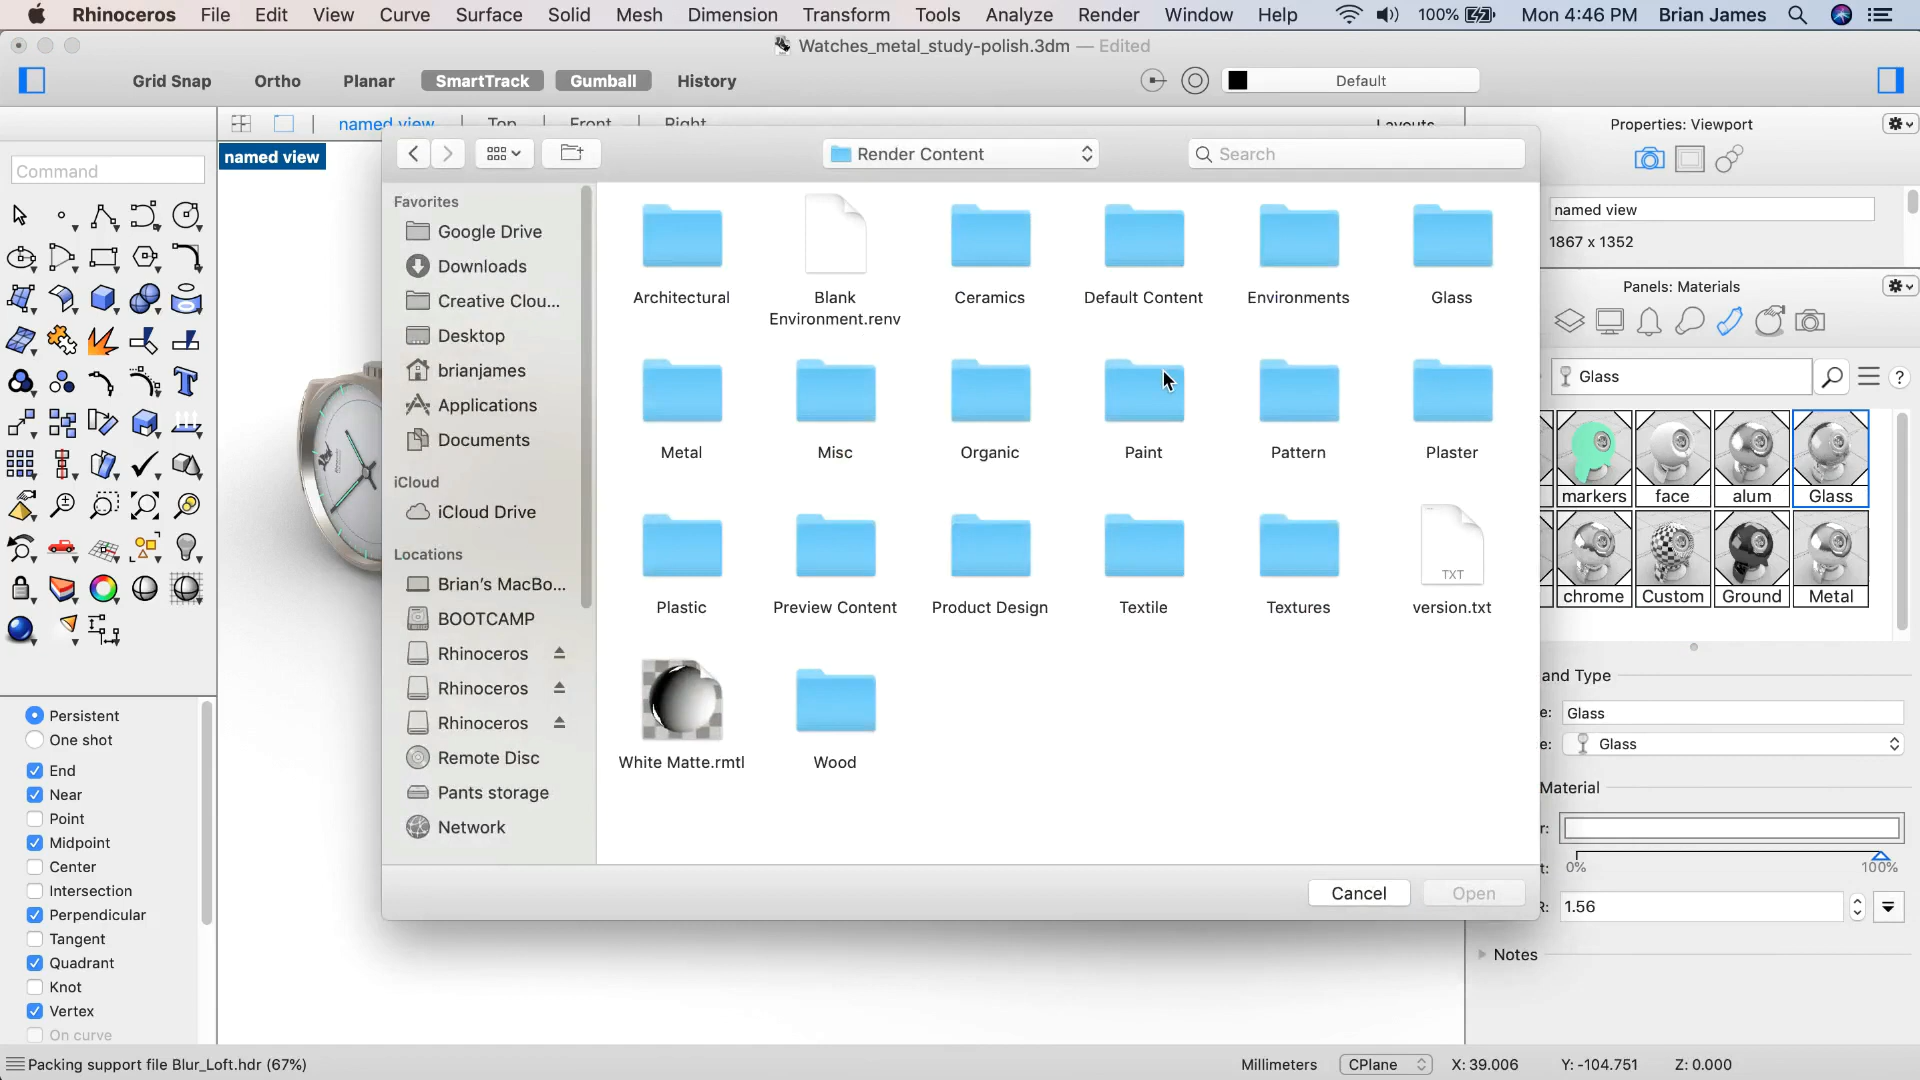 Rhinoceros File Edit View Curve Surface Solid Mesh Dimension Transform Tools Analyze Render Window Help 100% Mon 4:46 PM Brian James
Watches_metal_study-polish.3dm — Edited
Grid Snap Ortho Planar SmartTrack Gumball History Default
named view Top Front Right Layouts
Properties: Viewport
named view
Command
Render Content
Search
named view
1867 x 1352
Favorites
Google Drive
Downloads
Creative Clou...
Desktop
brianjames
Applications
Documents
iCloud
iCloud Drive
Locations
Brian's MacBo...
BOOTCAMP
Rhinoceros
Rhinoceros
Rhinoceros
Remote Disc
Pants storage
Network
Architectural
Blank
Environment.renv
Ceramics
Default Content
Environments
Glass
Metal
Misc
Organic
Paint
Pattern
Plaster
Plastic
Preview Content
Product Design
Textile
Textures
TXT
version.txt
White Matte.rmtl
Wood
Cancel
Open
Panels: Materials
Glass
?
markers face alum Glass
chrome Custom Ground Metal
and Type
e: Glass
e: Glass
Material
r:
t: 0% 100%
R: 1.56
Notes
Persistent
One shot
End
Near
Point
Midpoint
Center
Intersection
Perpendicular
Tangent
Quadrant
Knot
Vertex
On curve
Packing support file Blur_Loft.hdr (67%)
Millimeters CPlane X: 39.006 Y: -104.751 Z: 0.000